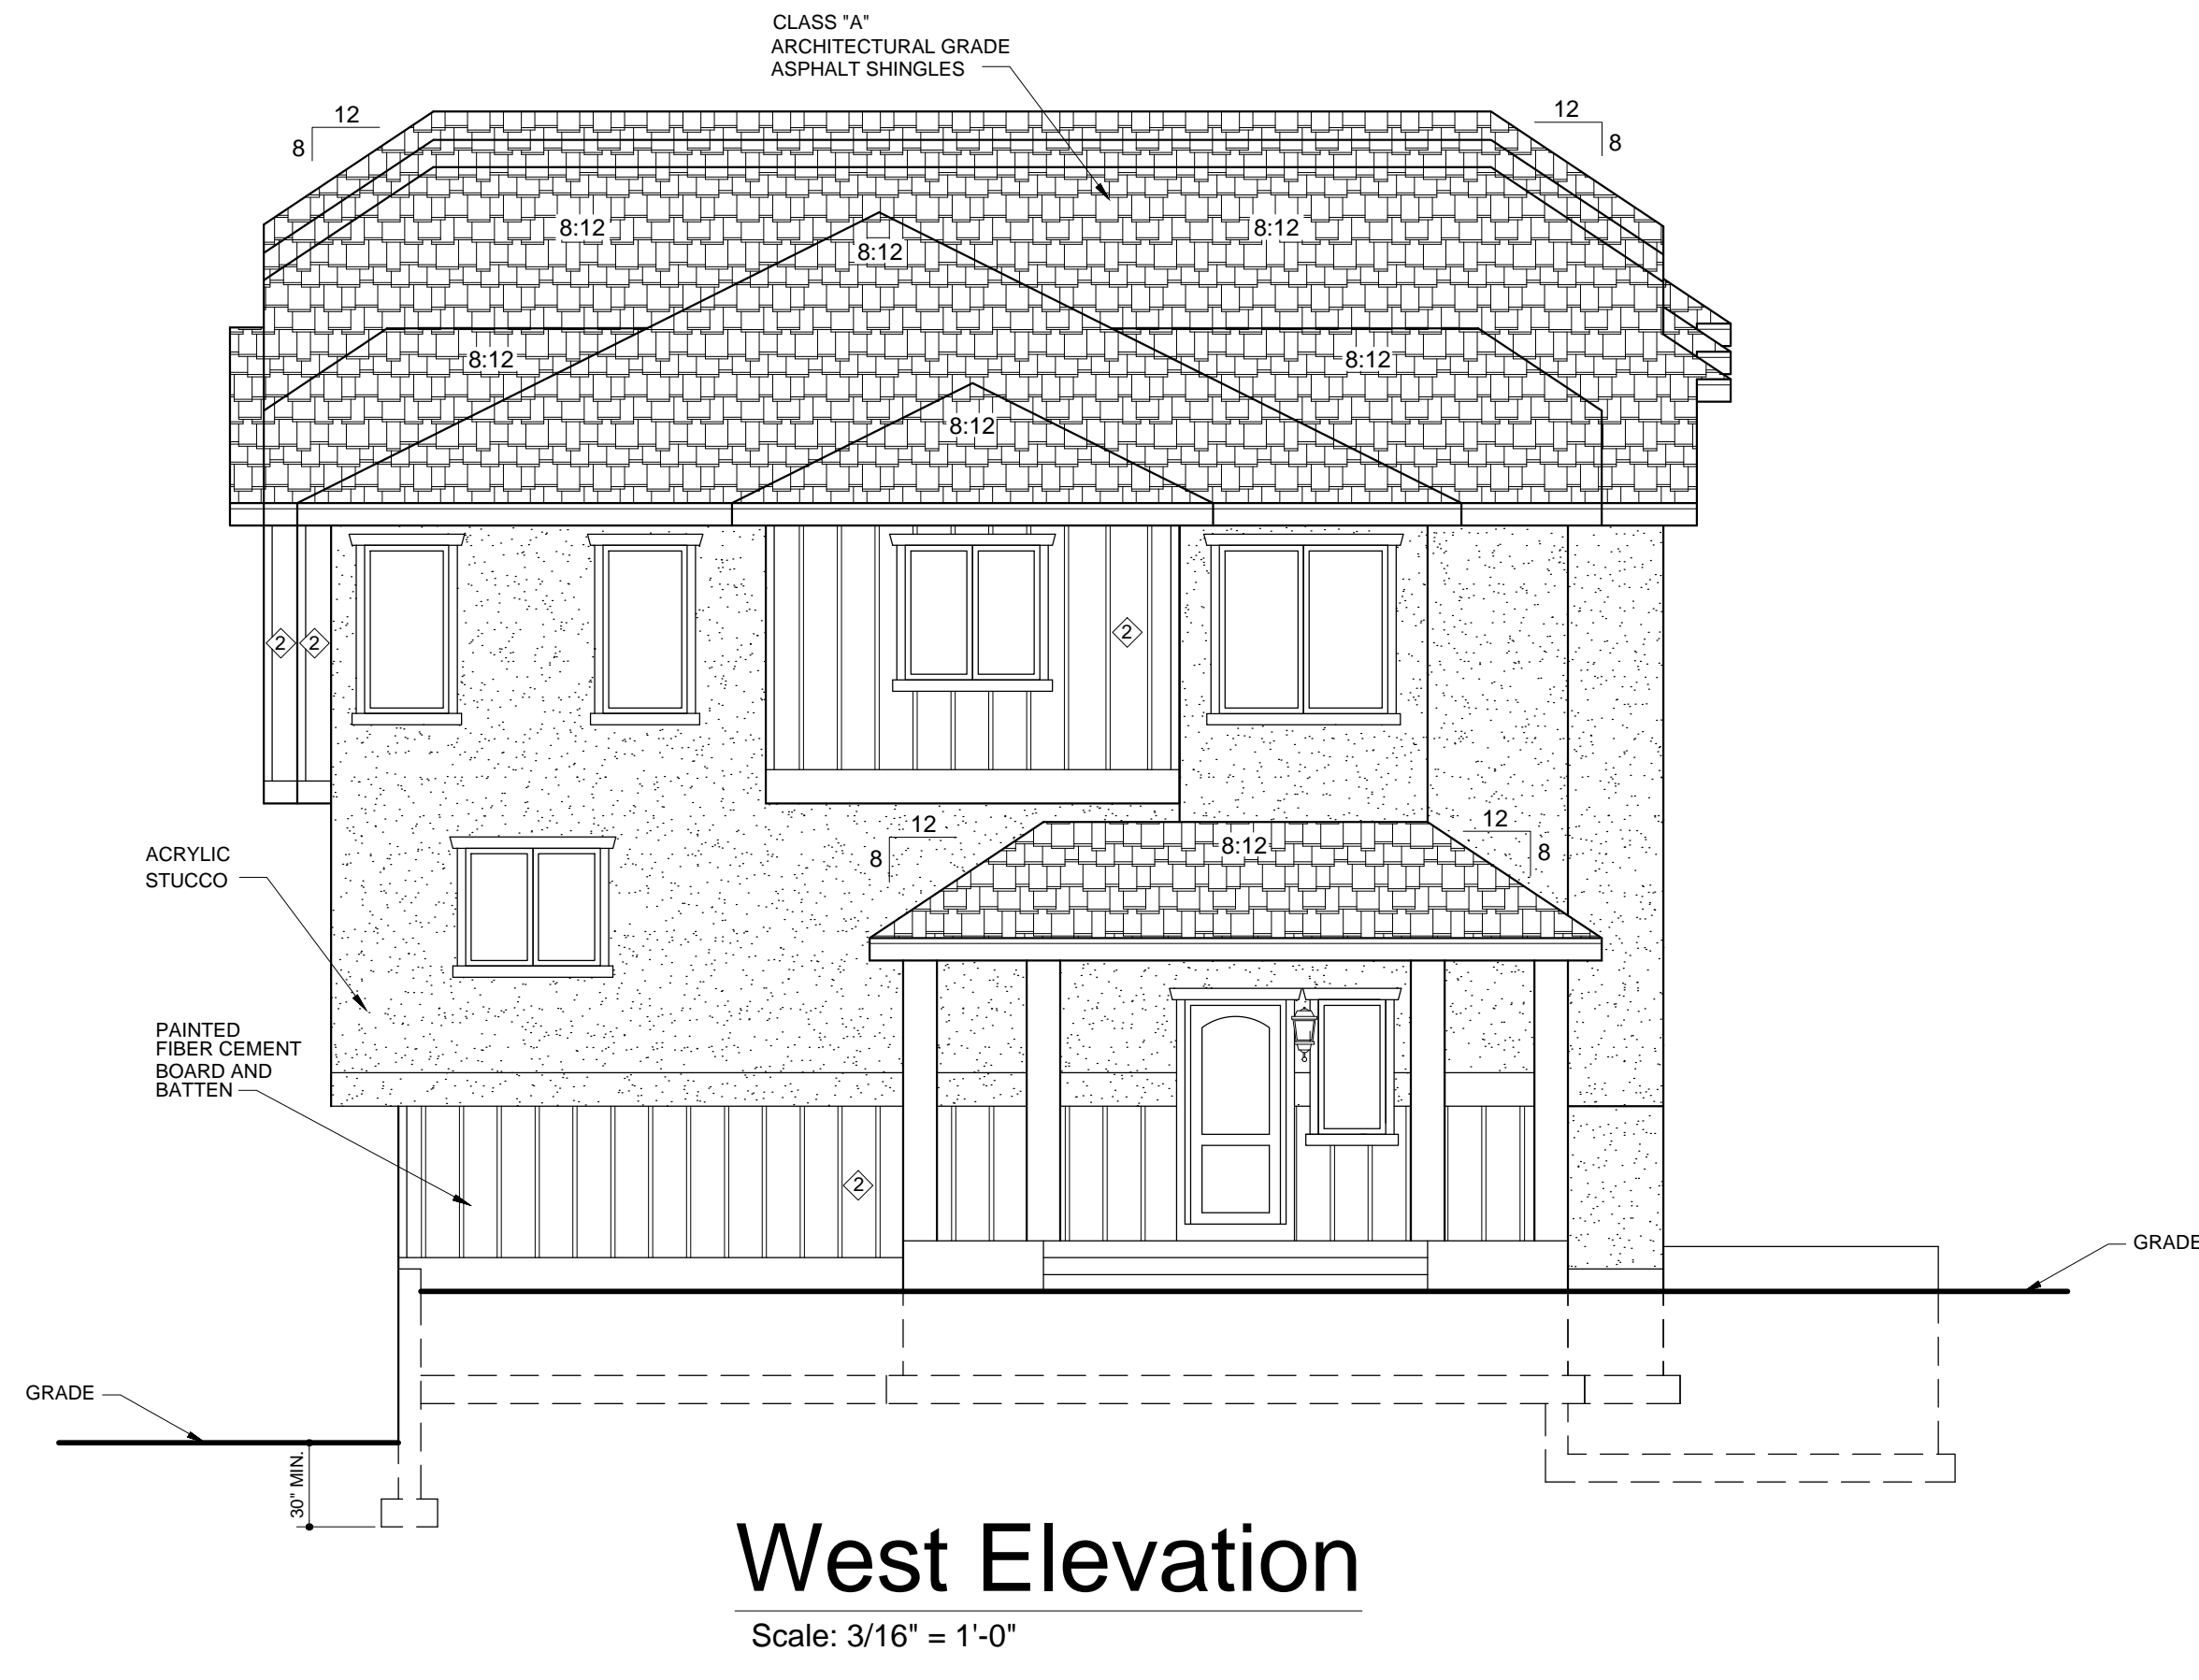 CLASS "A"
ARCHITECTURAL GRADE
ASPHALT SHINGLES
12
8
12
8
8:12
8:12
8:12
8:12
8:12
8:12
2
2
2
12
8
8:12
12
8
ACRYLIC
STUCCO
PAINTED
FIBER CEMENT
BOARD AND
BATTEN
2
GRADE
GRADE
30" MIN.
West Elevation
Scale: 3/16" = 1'-0"